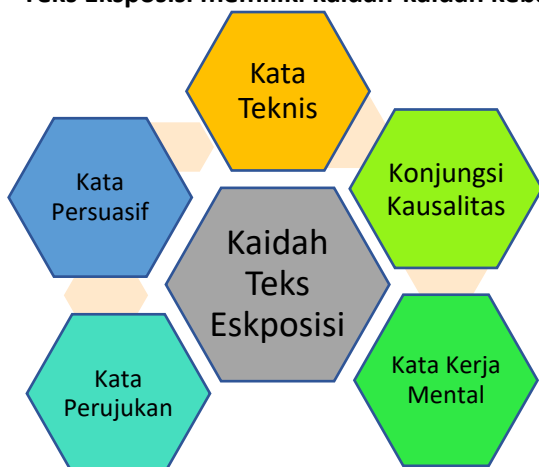 Kata
Teknis
Konjungsi
Kausalitas
Kata
Persuasif
Kaidah
Teks
Eskposisi
Kata Kerja
Mental
Kata
Perujukan